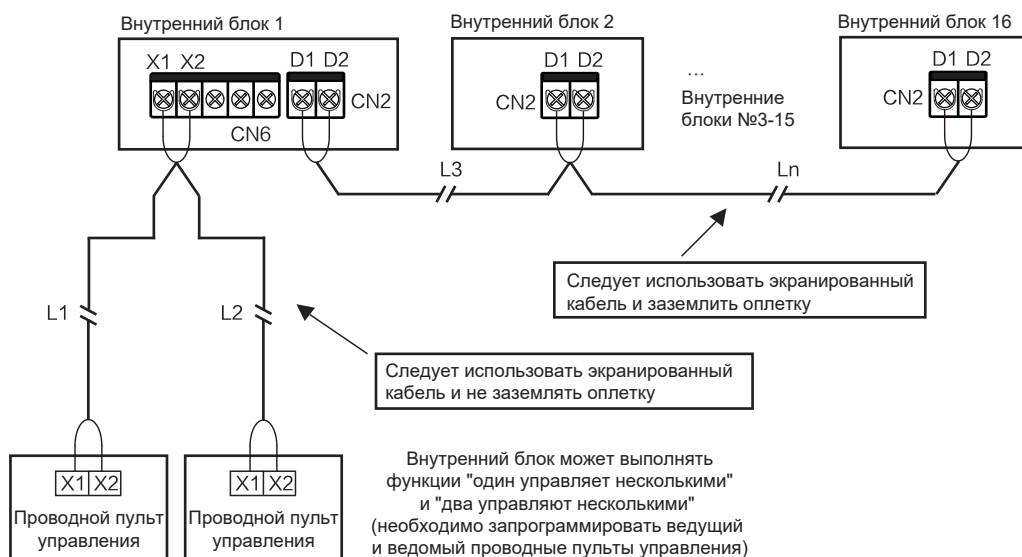 Внутренний блок 1
Внутренний блок 2
Внутренний блок 16
X1 X2
D1 D2
CN2
CN6
D1 D2
CN2
...
Внутренние
блоки №3-15
D1 D2
CN2
L3
Ln
Следует использовать экранированный
кабель и заземлить оплетку
L1
L2
Следует использовать экранированный
кабель и не заземлять оплетку
X1 X2
Проводной пульт
управления
X1 X2
Проводной пульт
управления
Внутренний блок может выполнять
функции "один управляет несколькими"
и "два управляют несколькими"
(необходимо запрограммировать ведущий
и ведомый проводные пульты управления)